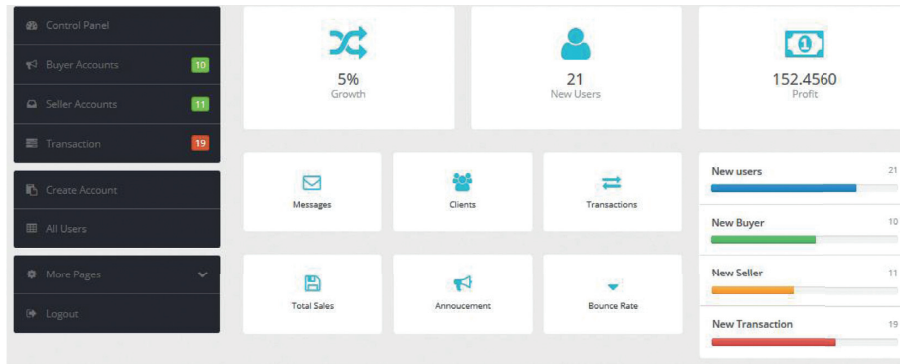 Control Panel
Buyer Accounts 10
Seller Accounts 11
Transaction 19
Create Account
All Users
More Pages
Logout
5%
Growth
21
New Users
1
152.4560
Profit
Messages
Clients
Transactions
Total Sales
Annoucement
Bounce Rate
New users 21
New Buyer 10
New Seller 11
New Transaction 19